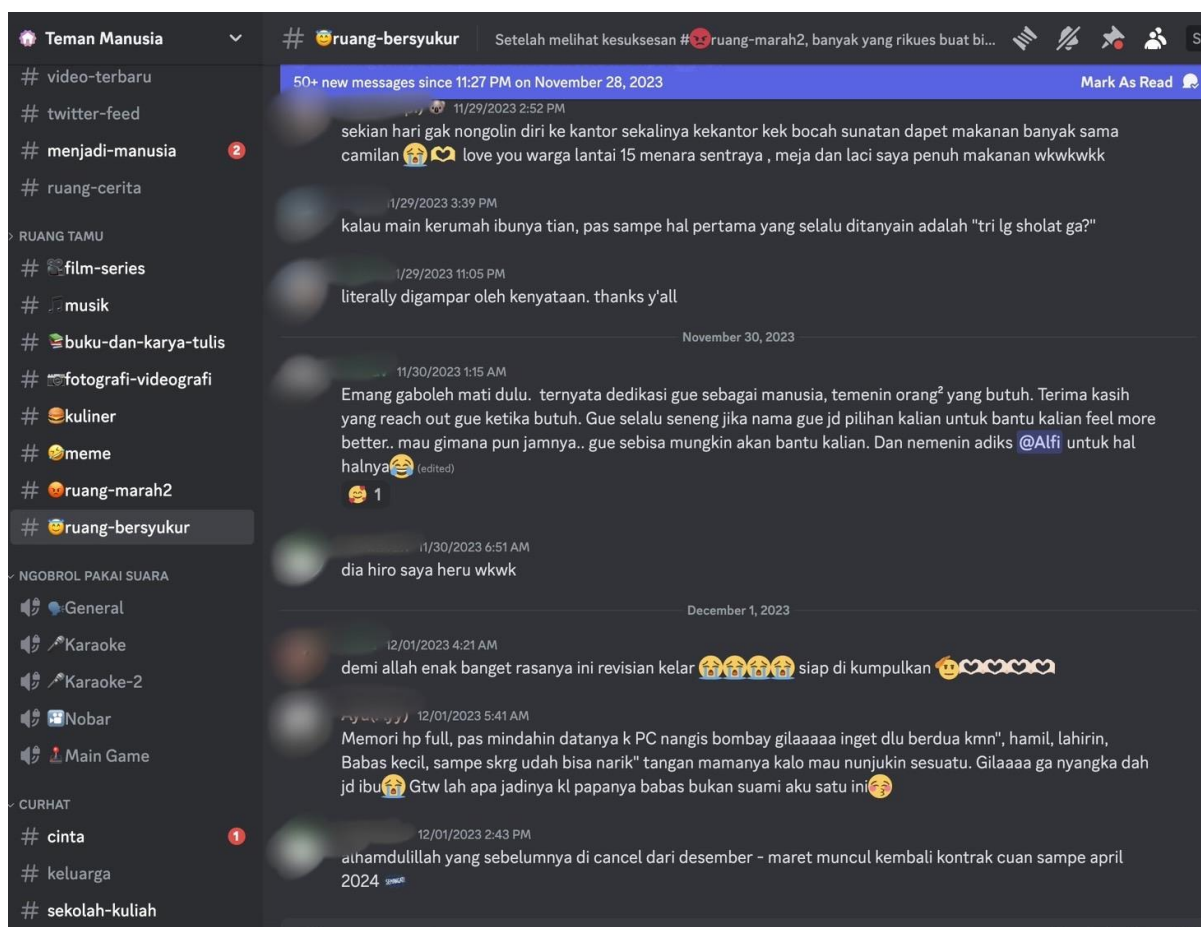 Teman Manusia
# video-terbaru
# twitter-feed
# menjadi-manusia 2
# ruang-cerita
RUANG TAMU
# film-series
# musik
# buku-dan-karya-tulis
# fotografi-videografi
# kuliner
# meme
# ruang-marah2
# ruang-bersyukur
NGOBROL PAKAI SUARA
General
Karaoke
Karaoke-2
Nobar
Main Game
CURHAT
# cinta 1
# keluarga
# sekolah-kuliah
# 😇ruang-bersyukur Setelah melihat kesuksesan #😡ruang-marah2, banyak yang rikues buat bi...
50+ new messages since 11:27 PM on November 28, 2023 Mark As Read
11/29/2023 2:52 PM
sekian hari gak nongolin diri ke kantor sekalinya kekantor kek bocah sunatan dapet makanan banyak sama
camilan 😭🫶 love you warga lantai 15 menara sentraya , meja dan laci saya penuh makanan wkwkwkk
1/29/2023 3:39 PM
kalau main kerumah ibunya tian, pas sampe hal pertama yang selalu ditanyain adalah "tri lg sholat ga?"
1/29/2023 11:05 PM
literally digampar oleh kenyataan. thanks y'all
November 30, 2023
11/30/2023 1:15 AM
Emang gaboleh mati dulu. ternyata dedikasi gue sebagai manusia, temenin orang² yang butuh. Terima kasih
yang reach out gue ketika butuh. Gue selalu seneng jika nama gue jd pilihan kalian untuk bantu kalian feel more
better.. mau gimana pun jamnya.. gue sebisa mungkin akan bantu kalian. Dan nemenin adiks @Alfi untuk hal
halnya😂 (edited)
🥰 1
11/30/2023 6:51 AM
dia hiro saya heru wkwk
December 1, 2023
12/01/2023 4:21 AM
demi allah enak banget rasanya ini revisian kelar 😭😭😭😭 siap di kumpulkan 🫡🫶🫶🫶🫶
12/01/2023 5:41 AM
Memori hp full, pas mindahin datanya k PC nangis bombay gilaaaaa inget dlu berdua kmn", hamil, lahirin,
Babas kecil, sampe skrg udah bisa narik" tangan mamanya kalo mau nunjukin sesuatu. Gilaaaa ga nyangka dah
jd ibu😭 Gtw lah apa jadinya kl papanya babas bukan suami aku satu ini😚
12/01/2023 2:43 PM
alhamdulillah yang sebelumnya di cancel dari desember - maret muncul kembali kontrak cuan sampe april
2024